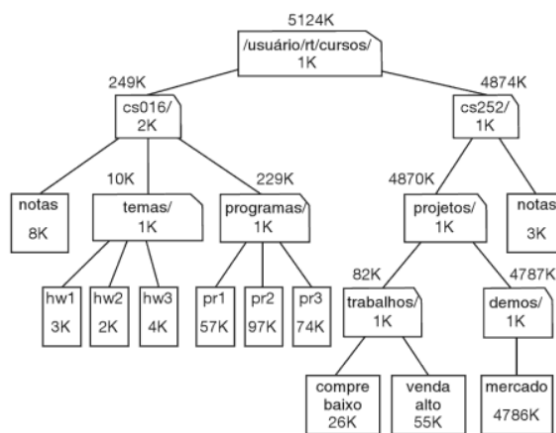 5124K
/usuário/rt/cursos/
1K
249K
4874K
cs016/
2K
cs252/
1K
10K
229K
4870K
notas
8K
temas/
1K
programas/
1K
projetos/
1K
notas
3K
82K
4787K
hw1
3K
hw2
2K
hw3
4K
pr1
57K
pr2
97K
pr3
74K
trabalhos/
1K
demos/
1K
compre
baixo
26K
venda
alto
55K
mercado
4786K